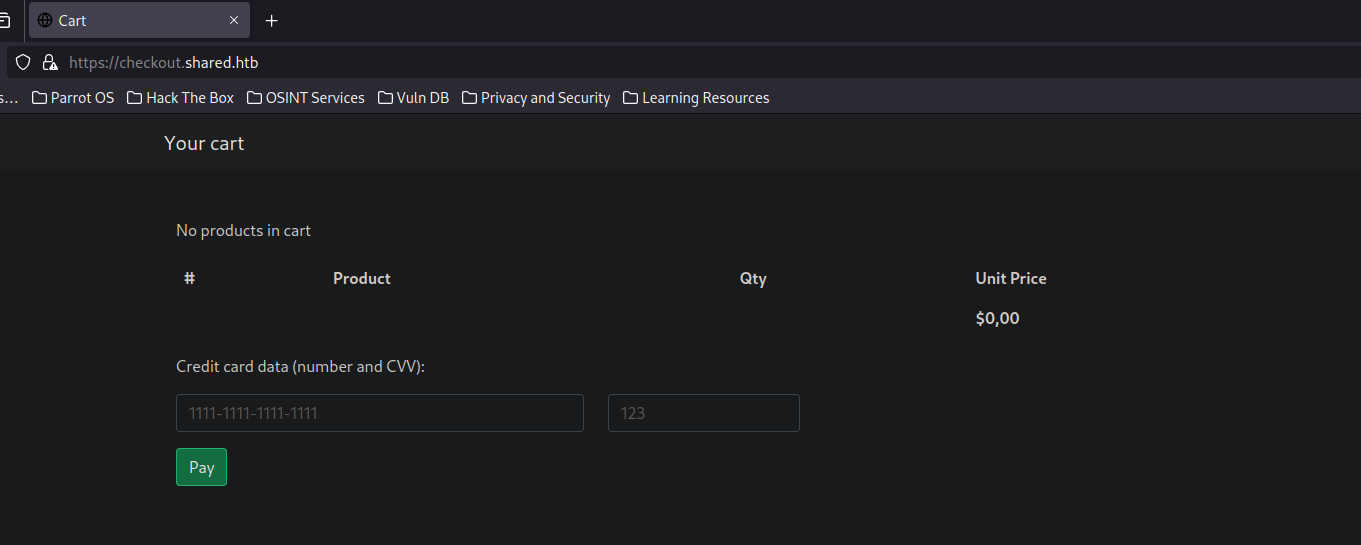 Cart
https://checkout.shared.htb
s... Parrot OS Hack The Box OSINT Services Vuln DB Privacy and Security Learning Resources
Your cart
No products in cart
# Product Qty Unit Price
$0,00
Credit card data (number and CVV):
1111-1111-1111-1111 123
Pay